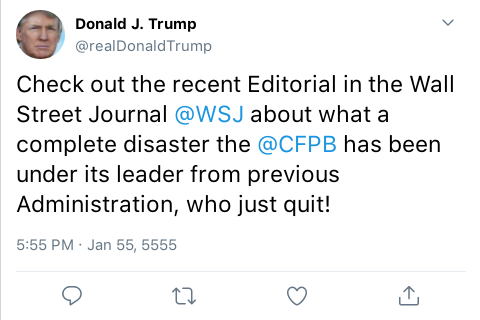 Donald J. Trump
@realDonaldTrump
Check out the recent Editorial in the Wall
Street Journal @WSJ about what a
complete disaster the @CFPB has been
under its leader from previous
Administration, who just quit!
5:55 PM · Jan 55, 5555